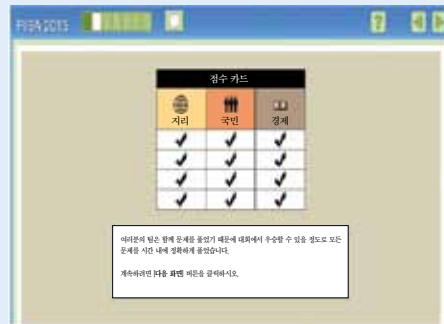 PISA 2015
?
점수 카드
지리 국민 경제
여러분의 팀은 함께 문제를 풀었기 때문에 대회에서 우승할 수 있을 정도로 모든
문제를 시간 내에 정확하게 풀었습니다.
계속하려면 [다음 화면] 버튼을 클릭하시오.